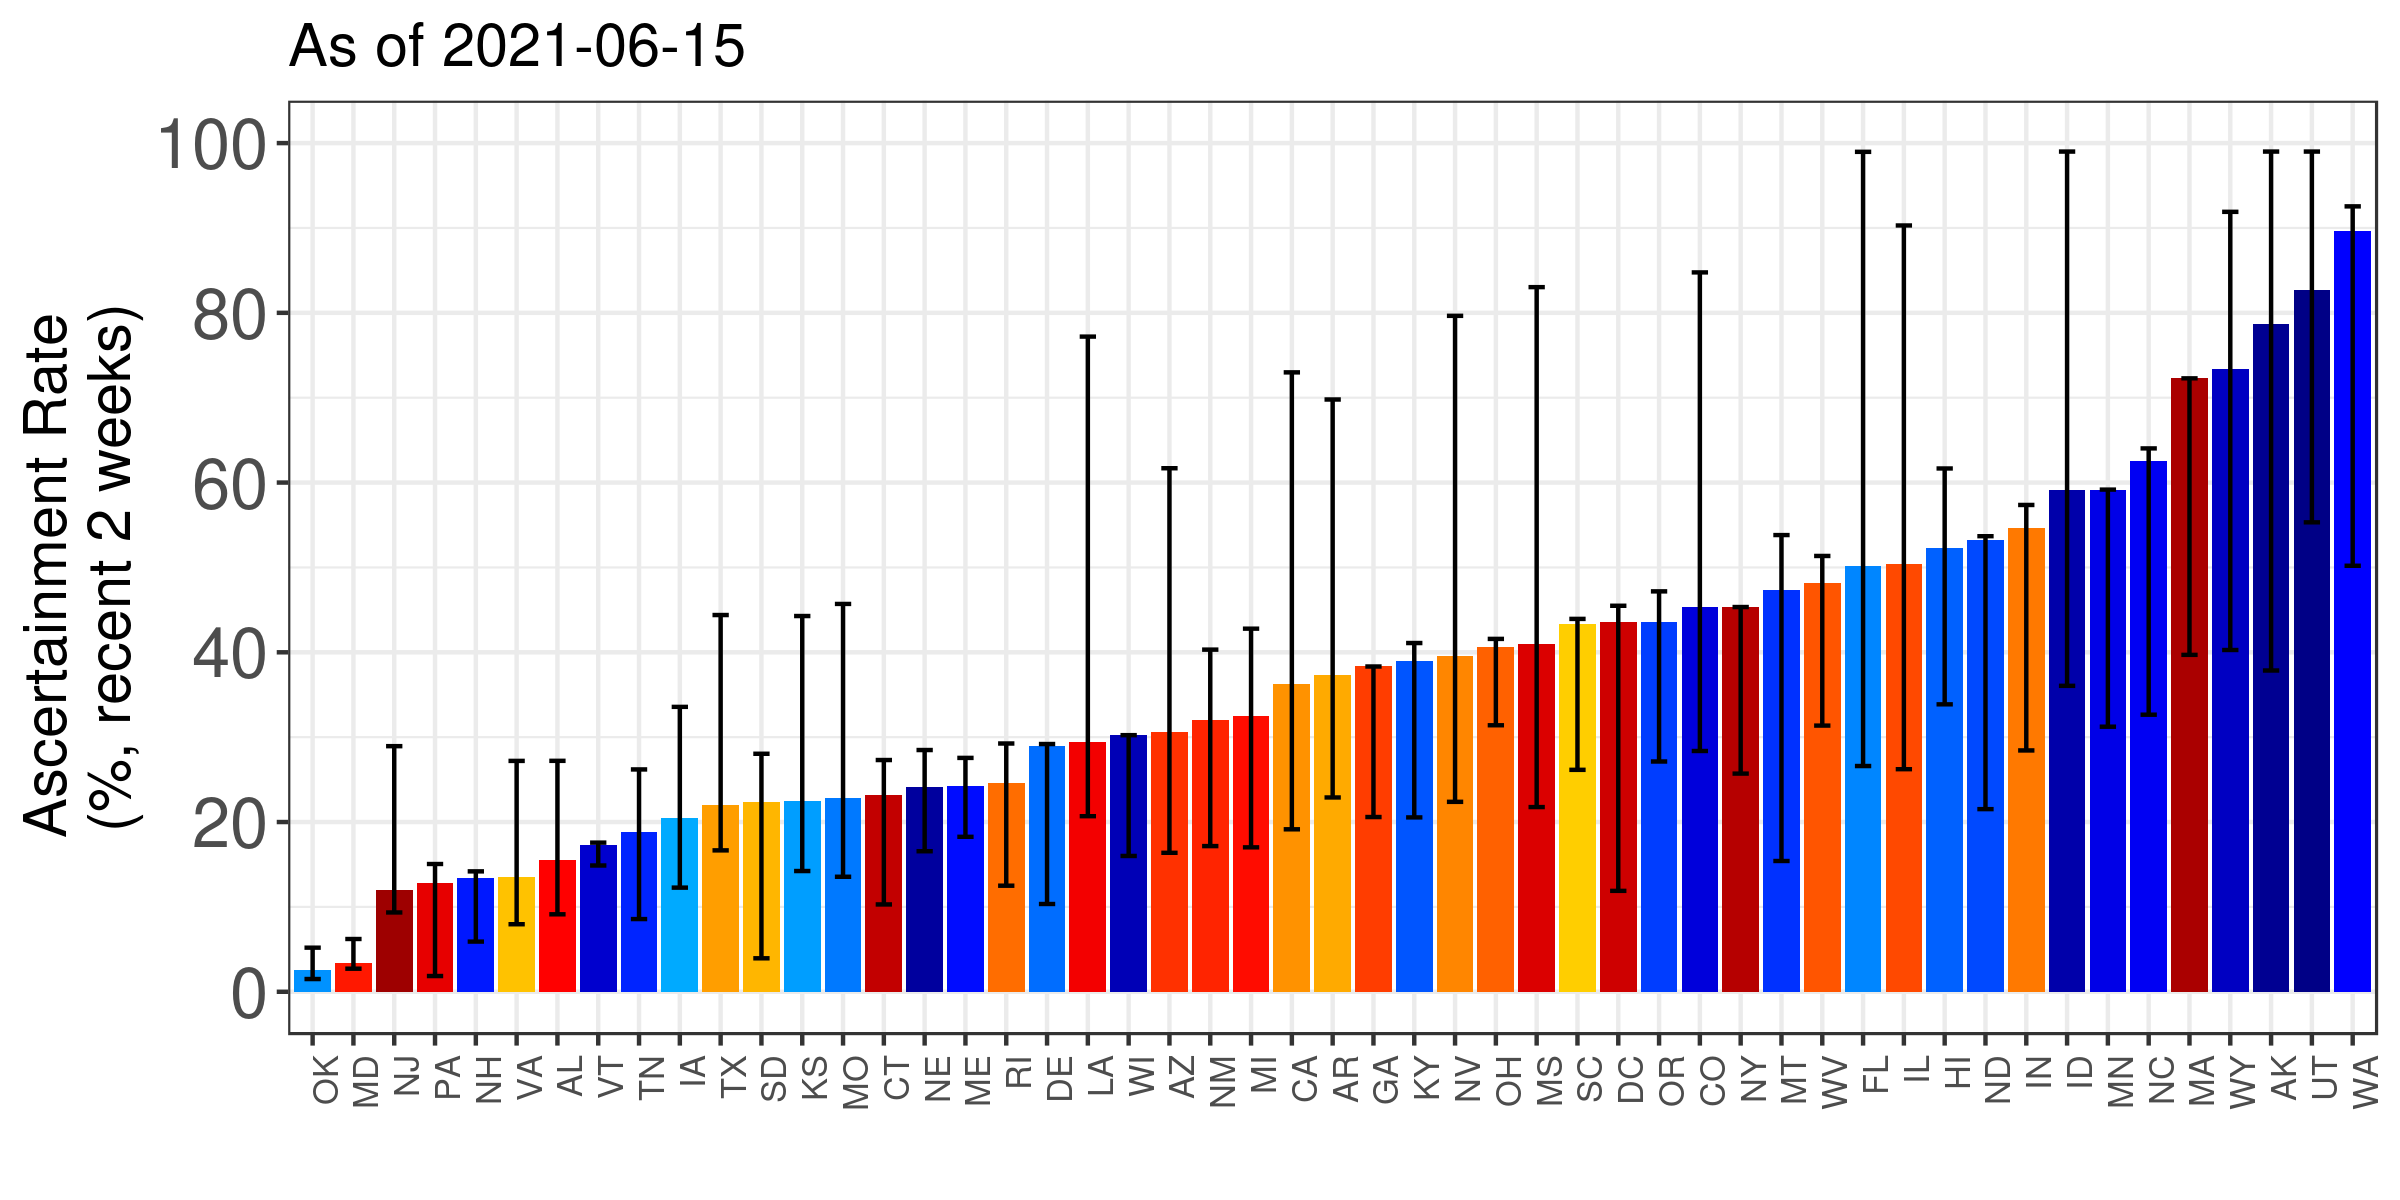 As of 2021-06-15
Ascertainment Rate
(%, recent 2 weeks)
100
80
60
40
20
0
OK MD NJ PA NH VA AL VT TN IA TX SD KS MO CT NE ME RI DE LA WI AZ NM MI CA AR GA KY NV OH MS SC DC OR CO NY MT WV FL IL HI ND IN ID MN NC MA WY AK UT WA